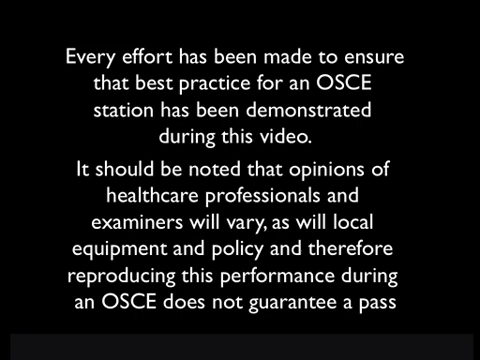 Every effort has been made to ensure
that best practice for an OSCE
station has been demonstrated
during this video.
It should be noted that opinions of
healthcare professionals and
examiners will vary, as will local
equipment and policy and therefore
reproducing this performance during
an OSCE does not guarantee a pass